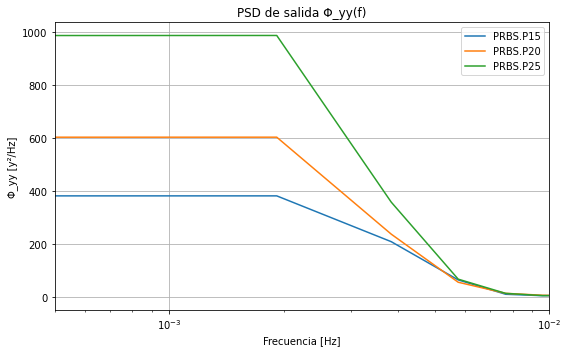 PSD de salida Φ_yy(f)
PRBS.P15
PRBS.P20
PRBS.P25
Φ_yy [y²/Hz]
1000
800
600
400
200
0
10⁻³
10⁻²
Frecuencia [Hz]